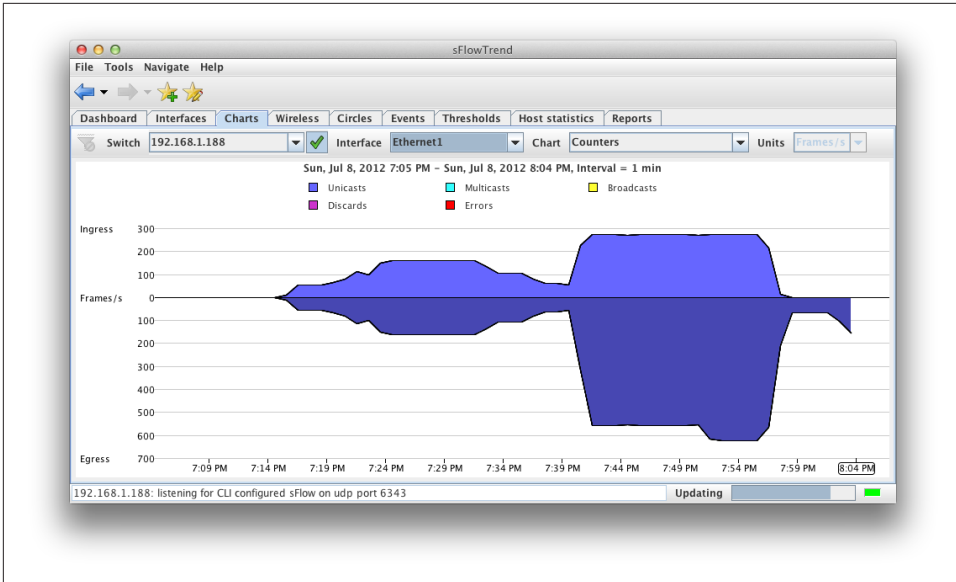 sFlowTrend
File Tools Navigate Help
Dashboard Interfaces Charts Wireless Circles Events Thresholds Host statistics Reports
Switch 192.168.1.188 Interface Ethernet1 Chart Counters Units Frames/s
Sun, Jul 8, 2012 7:05 PM – Sun, Jul 8, 2012 8:04 PM, Interval = 1 min
Unicasts Multicasts Broadcasts
Discards Errors
Ingress 300
200
100
Frames/s 0
100
200
300
400
500
600
Egress 700
7:09 PM 7:14 PM 7:19 PM 7:24 PM 7:29 PM 7:34 PM 7:39 PM 7:44 PM 7:49 PM 7:54 PM 7:59 PM 8:04 PM
192.168.1.188: listening for CLI configured sFlow on udp port 6343 Updating